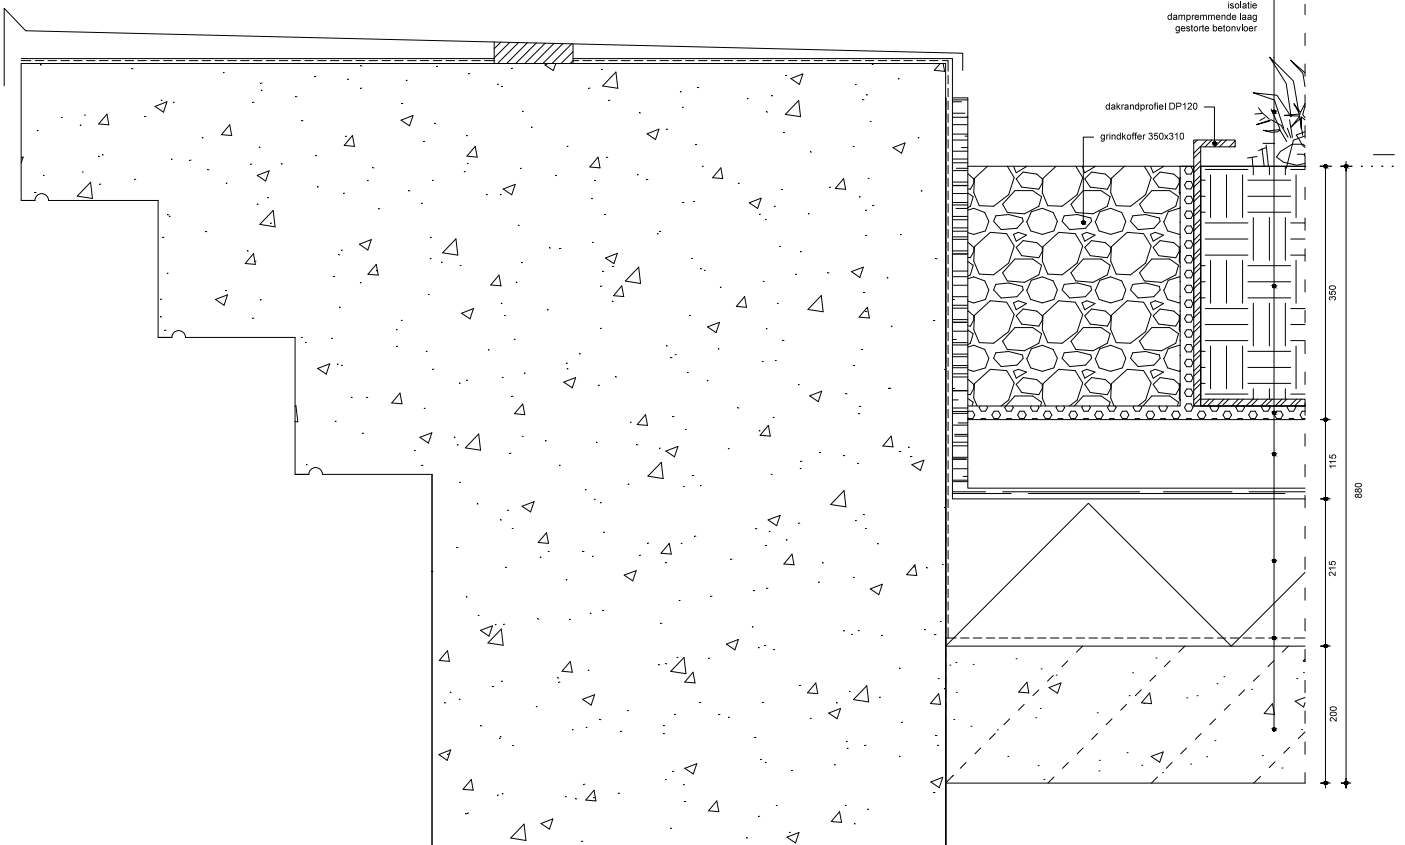 isolatie
dampremmende laag
gestorte betonvloer
dakrandprofiel DP120
grindkoffer 350x310
350
115
880
215
200